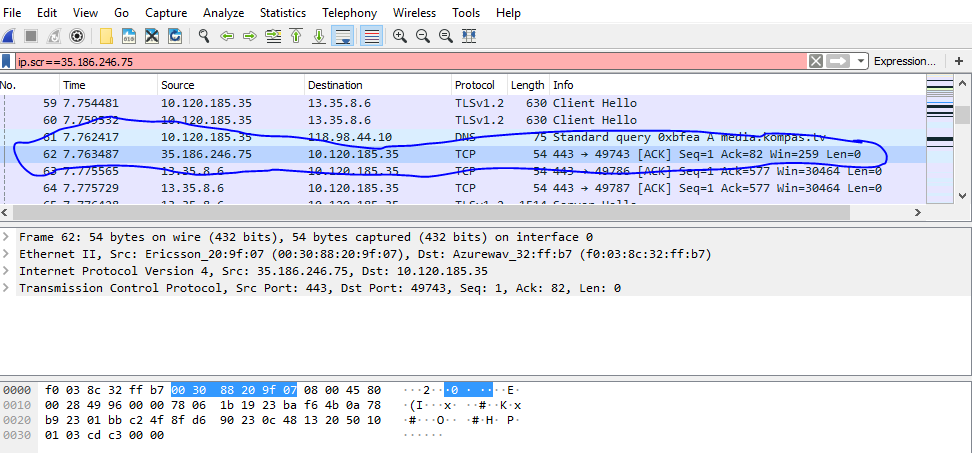 File Edit View Go Capture Analyze Statistics Telephony Wireless Tools Help
ip.scr==35.186.246.75 Expression... +
No. Time Source Destination Protocol Length Info
59 7.754481 10.120.185.35 13.35.8.6 TLSv1.2 630 Client Hello
60 7.759532 10.120.185.35 13.35.8.6 TLSv1.2 630 Client Hello
61 7.762417 10.120.185.35 118.98.44.10 DNS 75 Standard query 0xbfea A media.kompas.tv
62 7.763487 35.186.246.75 10.120.185.35 TCP 54 443 → 49743 [ACK] Seq=1 Ack=82 Win=259 Len=0
63 7.775565 13.35.8.6 10.120.185.35 TCP 54 443 → 49786 [ACK] Seq=1 Ack=577 Win=30464 Len=0
64 7.775729 13.35.8.6 10.120.185.35 TCP 54 443 → 49787 [ACK] Seq=1 Ack=577 Win=30464 Len=0
65 7.776428 13.35.8.6 10.120.185.35 TLSv1.2 1514 Server Hello
Frame 62: 54 bytes on wire (432 bits), 54 bytes captured (432 bits) on interface 0
Ethernet II, Src: Ericsson_20:9f:07 (00:30:88:20:9f:07), Dst: Azurewav_32:ff:b7 (f0:03:8c:32:ff:b7)
Internet Protocol Version 4, Src: 35.186.246.75, Dst: 10.120.185.35
Transmission Control Protocol, Src Port: 443, Dst Port: 49743, Seq: 1, Ack: 82, Len: 0
0000 f0 03 8c 32 ff b7 00 30 88 20 9f 07 08 00 45 80 ···2···0 · ····E·
0010 00 28 49 96 00 00 78 06 1b 19 23 ba f6 4b 0a 78 ·(I···x· ··#··K·x
0020 b9 23 01 bb c2 4f 8f d6 90 23 0c 48 13 20 50 10 ·#···O·· ·#·H· P·
0030 01 03 cd c3 00 00 ······